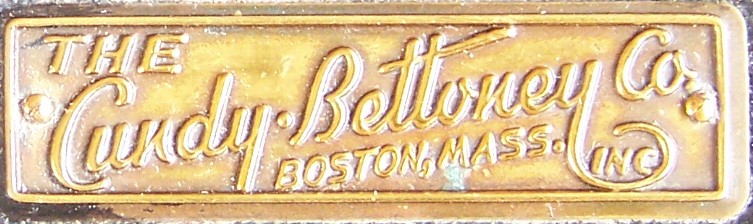 THE
Cundy-Bettoney Co.
BOSTON, MASS. INC